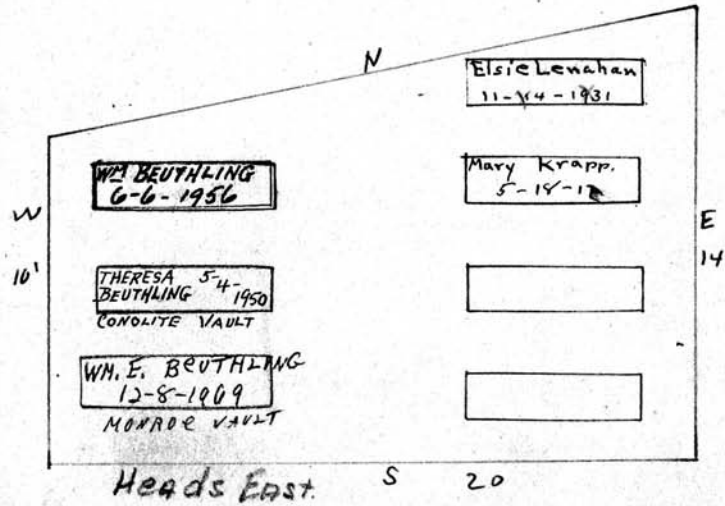 N
Elsie Lenahan
11-14-1931
WM BEUTHLING
6-6-1956
Mary Krapp.
W
E
10'
14
THERESA 5-4-
BEUTHLING 1950
CONOLITE VAULT
WM. E. BEUTHLING
12-8-1969
MONROE VAULT
Heads East.
S 20